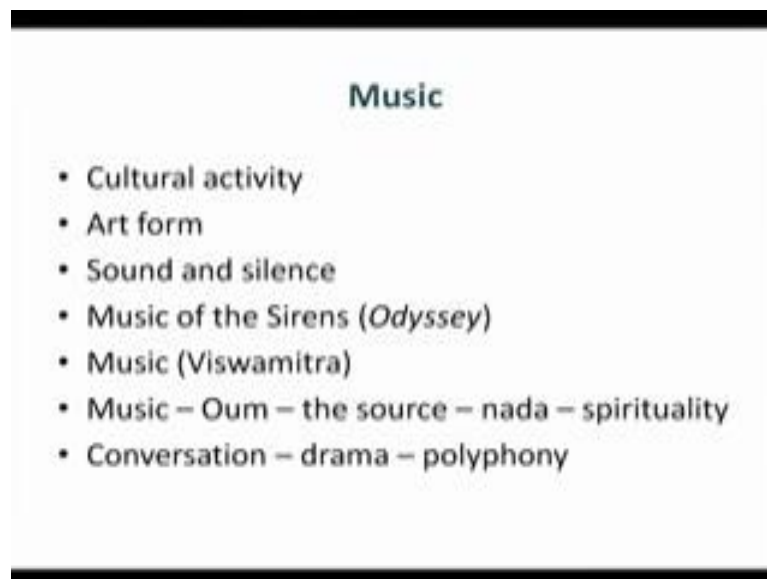 Music
• Cultural activity
• Art form
• Sound and silence
• Music of the Sirens (Odyssey)
• Music (Viswamitra)
• Music – Oum – the source – nada – spirituality
• Conversation – drama – polyphony